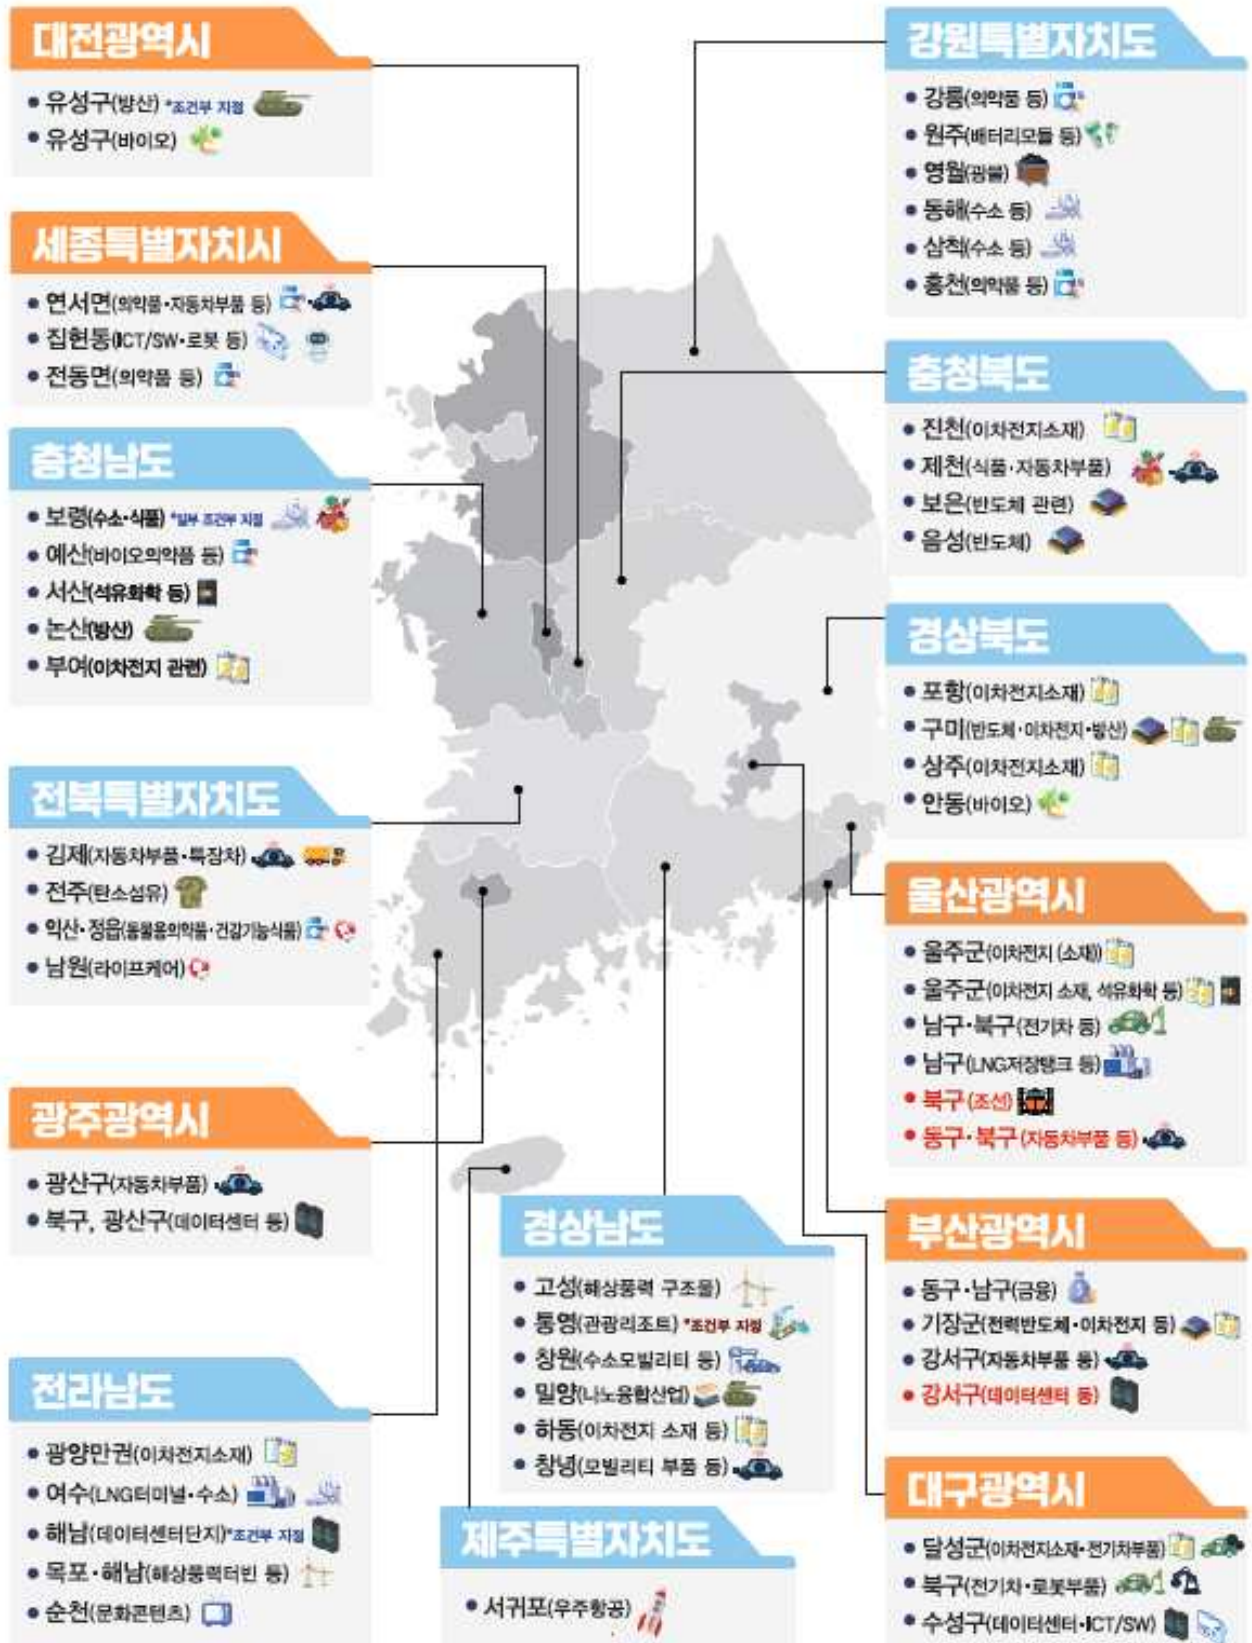 대전광역시
• 유성구(방산) *조건부 지정
• 유성구(바이오)
세종특별자치시
• 연서면(의약품·자동차부품 등)
• 집현동(ICT/SW·로봇 등)
• 전동면(의약품 등)
충청남도
• 보령(수소·식품) *일부 조건부 지정
• 예산(바이오의약품 등)
• 서산(석유화학 등)
• 논산(방산)
• 부여(이차전지 관련)
전북특별자치도
• 김제(자동차부품·특장차)
• 전주(탄소섬유)
• 익산·정읍(동물용의약품·건강기능식품)
• 남원(라이프케어)
광주광역시
• 광산구(자동차부품)
• 북구, 광산구(데이터센터 등)
전라남도
• 광양만권(이차전지소재)
• 여수(LNG터미널·수소)
• 해남(데이터센터단지)*조건부 지정
• 목포·해남(해상풍력터빈 등)
• 순천(문화콘텐츠)
경상남도
• 고성(해상풍력 구조물)
• 통영(관광리조트) *조건부 지정
• 창원(수소모빌리티 등)
• 밀양(나노융합산업)
• 하동(이차전지 소재 등)
• 창녕(모빌리티 부품 등)
제주특별자치도
• 서귀포(우주항공)
강원특별자치도
• 강릉(의약품 등)
• 원주(배터리모듈 등)
• 영월(광물)
• 동해(수소 등)
• 삼척(수소 등)
• 홍천(의약품 등)
충청북도
• 진천(이차전지소재)
• 제천(식품·자동차부품)
• 보은(반도체 관련)
• 음성(반도체)
경상북도
• 포항(이차전지소재)
• 구미(반도체·이차전지·방산)
• 상주(이차전지소재)
• 안동(바이오)
울산광역시
• 울주군(이차전지 (소재))
• 울주군(이차전지 소재, 석유화학 등)
• 남구·북구(전기차 등)
• 남구(LNG저장탱크 등)
• 북구(조선)
• 동구·북구(자동차부품 등)
부산광역시
• 동구·남구(금융)
• 기장군(전력반도체·이차전지 등)
• 강서구(자동차부품 등)
• 강서구(데이터센터 등)
대구광역시
• 달성군(이차전지소재·전기차부품)
• 북구(전기차·로봇부품)
• 수성구(데이터센터·ICT/SW)